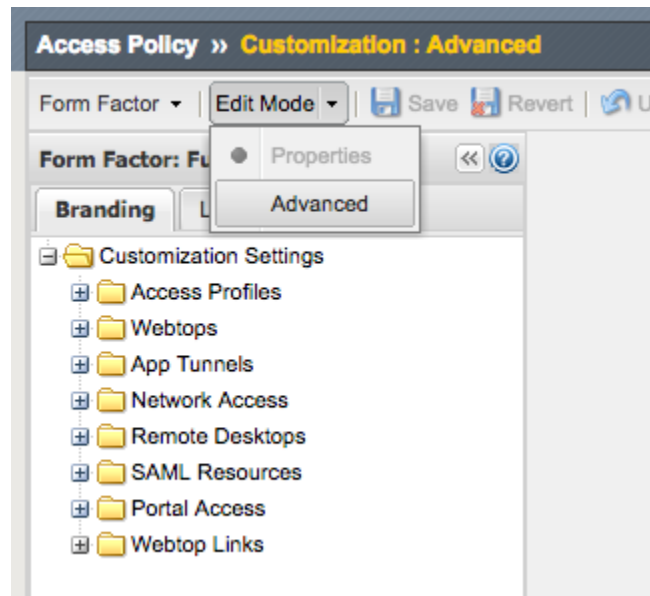 Access Policy » Customization : Advanced
Form Factor Edit Mode Save Revert
Form Factor:
Properties
Branding
Advanced
Customization Settings
Access Profiles
Webtops
App Tunnels
Network Access
Remote Desktops
SAML Resources
Portal Access
Webtop Links